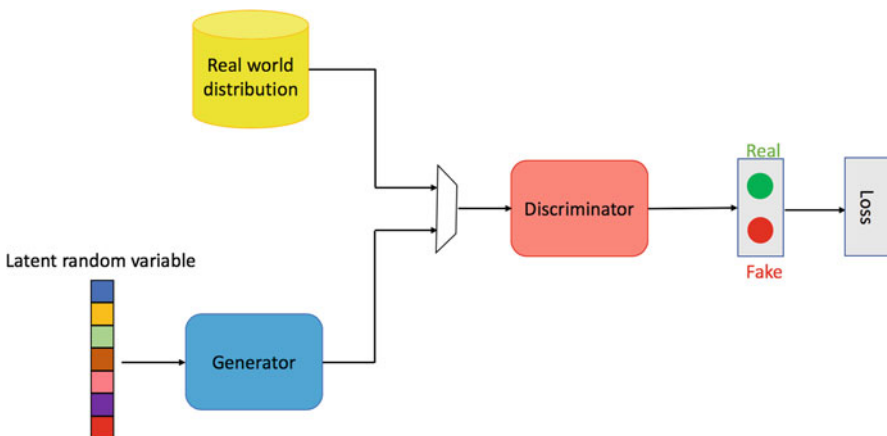 Real world
distribution
Real
Discriminator
Loss
Fake
Latent random variable
Generator